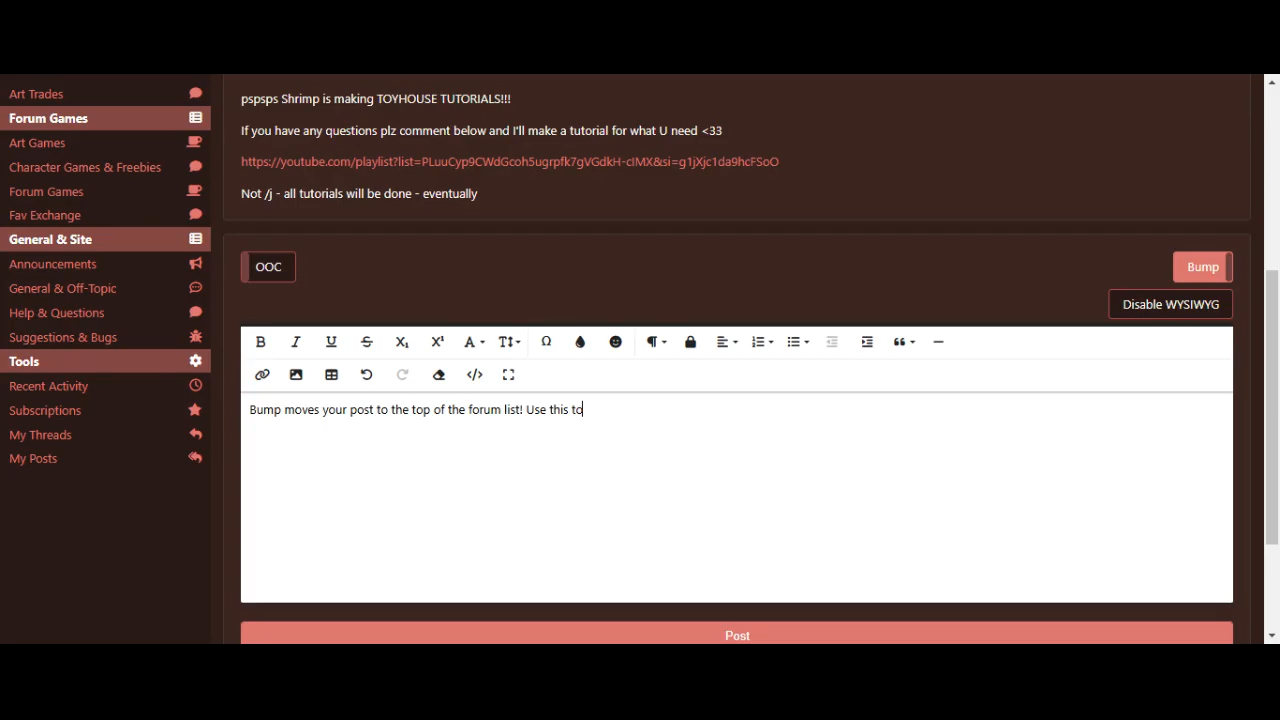 Art Trades
Forum Games
Art Games
Character Games & Freebies
Forum Games
Fav Exchange
General & Site
Announcements
General & Off-Topic
Help & Questions
Suggestions & Bugs
Tools
Recent Activity
Subscriptions
My Threads
My Posts
pspsps Shrimp is making TOYHOUSE TUTORIALS!!!
If you have any questions plz comment below and I'll make a tutorial for what U need <33
https://youtube.com/playlist?list=PLuuCyp9CWdGcoh5ugrpfk7gVGdkH-cIMX&si=g1jXjc1da9hcFSoO
Not /j - all tutorials will be done - eventually
OOC
Bump
Disable WYSIWYG
B I U S X₁ X¹ A T Ω
Bump moves your post to the top of the forum list! Use this to
Post